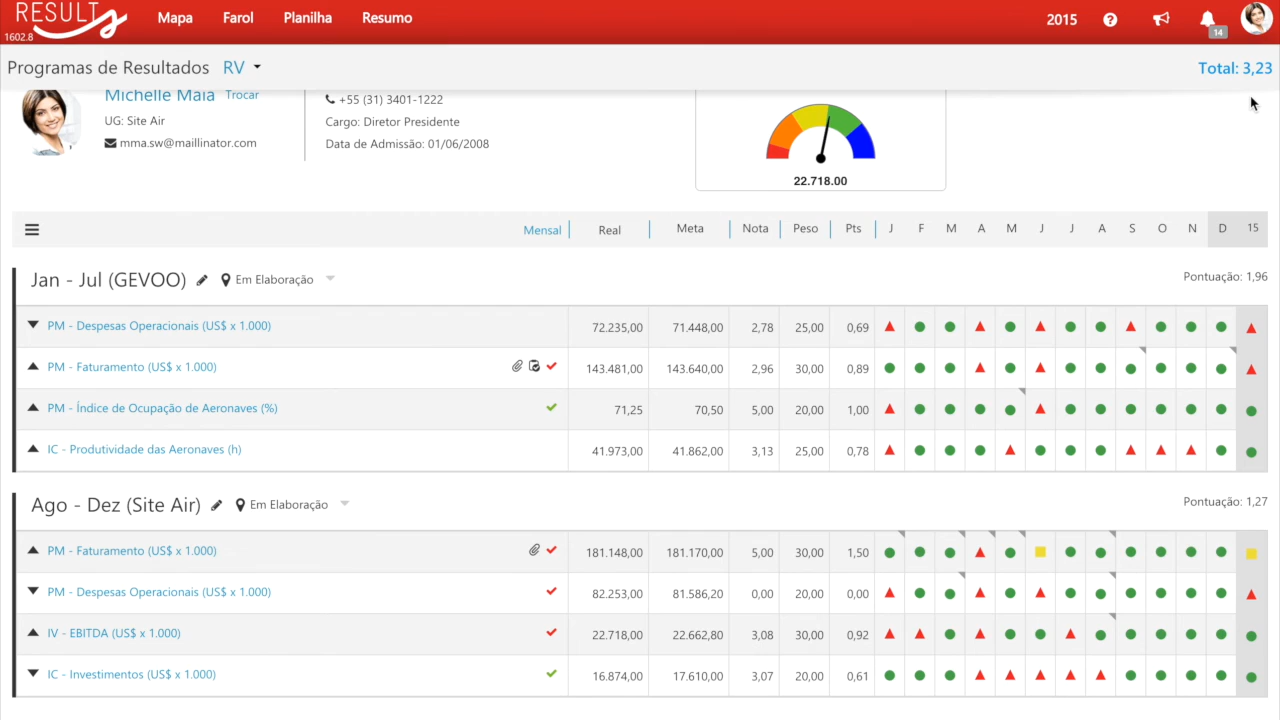 RESULTS
1602.8
Mapa Farol Planilha Resumo 2015 14
Programas de Resultados RV Total: 3,23
Michelle Maia Trocar
UG: Site Air
mma.sw@maillinator.com
+55 (31) 3401-1222
Cargo: Diretor Presidente
Data de Admissão: 01/06/2008
22.718.00
Mensal Real Meta Nota Peso Pts J F M A M J J A S O N D 15
Jan - Jul (GEVOO) Em Elaboração Pontuação: 1,96
PM - Despesas Operacionais (US$ x 1.000) 72.235,00 71.448,00 2,78 25,00 0,69
PM - Faturamento (US$ x 1.000) 143.481,00 143.640,00 2,96 30,00 0,89
PM - Índice de Ocupação de Aeronaves (%) 71,25 70,50 5,00 20,00 1,00
IC - Produtividade das Aeronaves (h) 41.973,00 41.862,00 3,13 25,00 0,78
Ago - Dez (Site Air) Em Elaboração Pontuação: 1,27
PM - Faturamento (US$ x 1.000) 181.148,00 181.170,00 5,00 30,00 1,50
PM - Despesas Operacionais (US$ x 1.000) 82.253,00 81.586,20 0,00 20,00 0,00
IV - EBITDA (US$ x 1.000) 22.718,00 22.662,80 3,08 30,00 0,92
IC - Investimentos (US$ x 1.000) 16.874,00 17.610,00 3,07 20,00 0,61